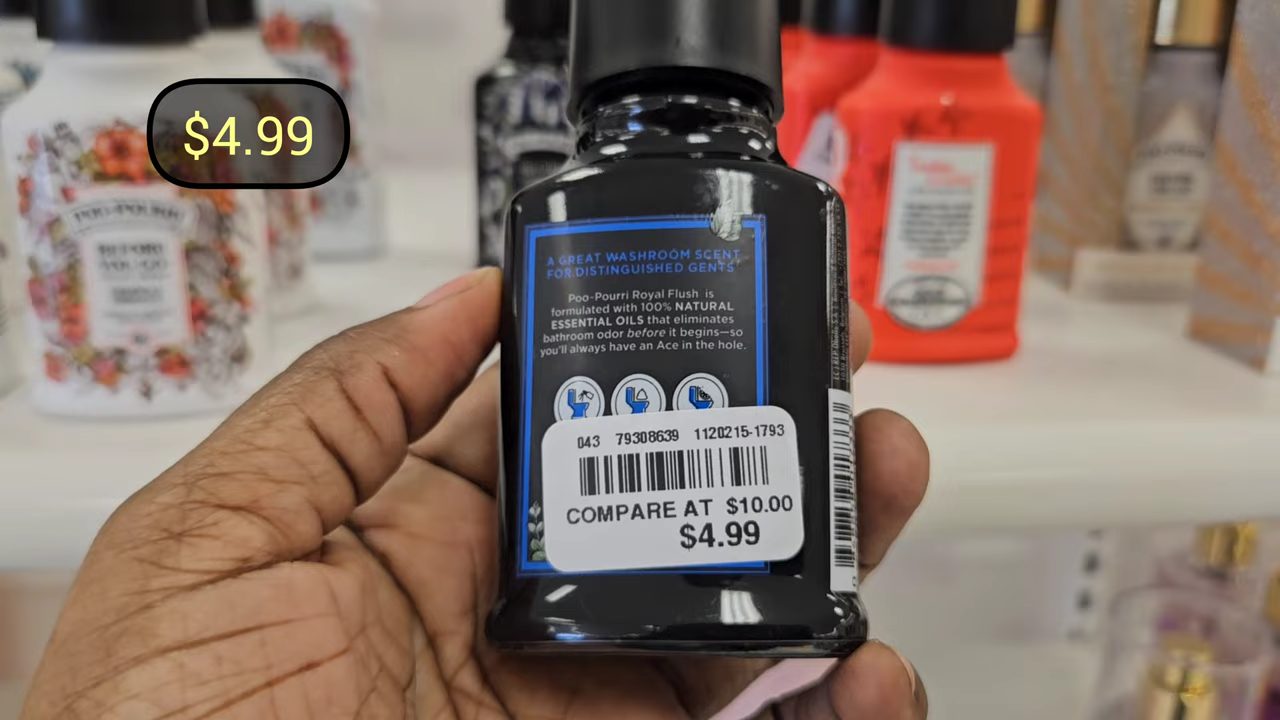 $4.99
POO-POURRI
BEFORE
YOU-GO
A GREAT WASHROOM SCENT
FOR DISTINGUISHED GENTS
Poo-Pourri Royal Flush is
formulated with 100% NATURAL
ESSENTIAL OILS that eliminates
bathroom odor before it begins—so
you'll always have an Ace in the hole.
043 79308639 1120215-1793
COMPARE AT $10.00
$4.99